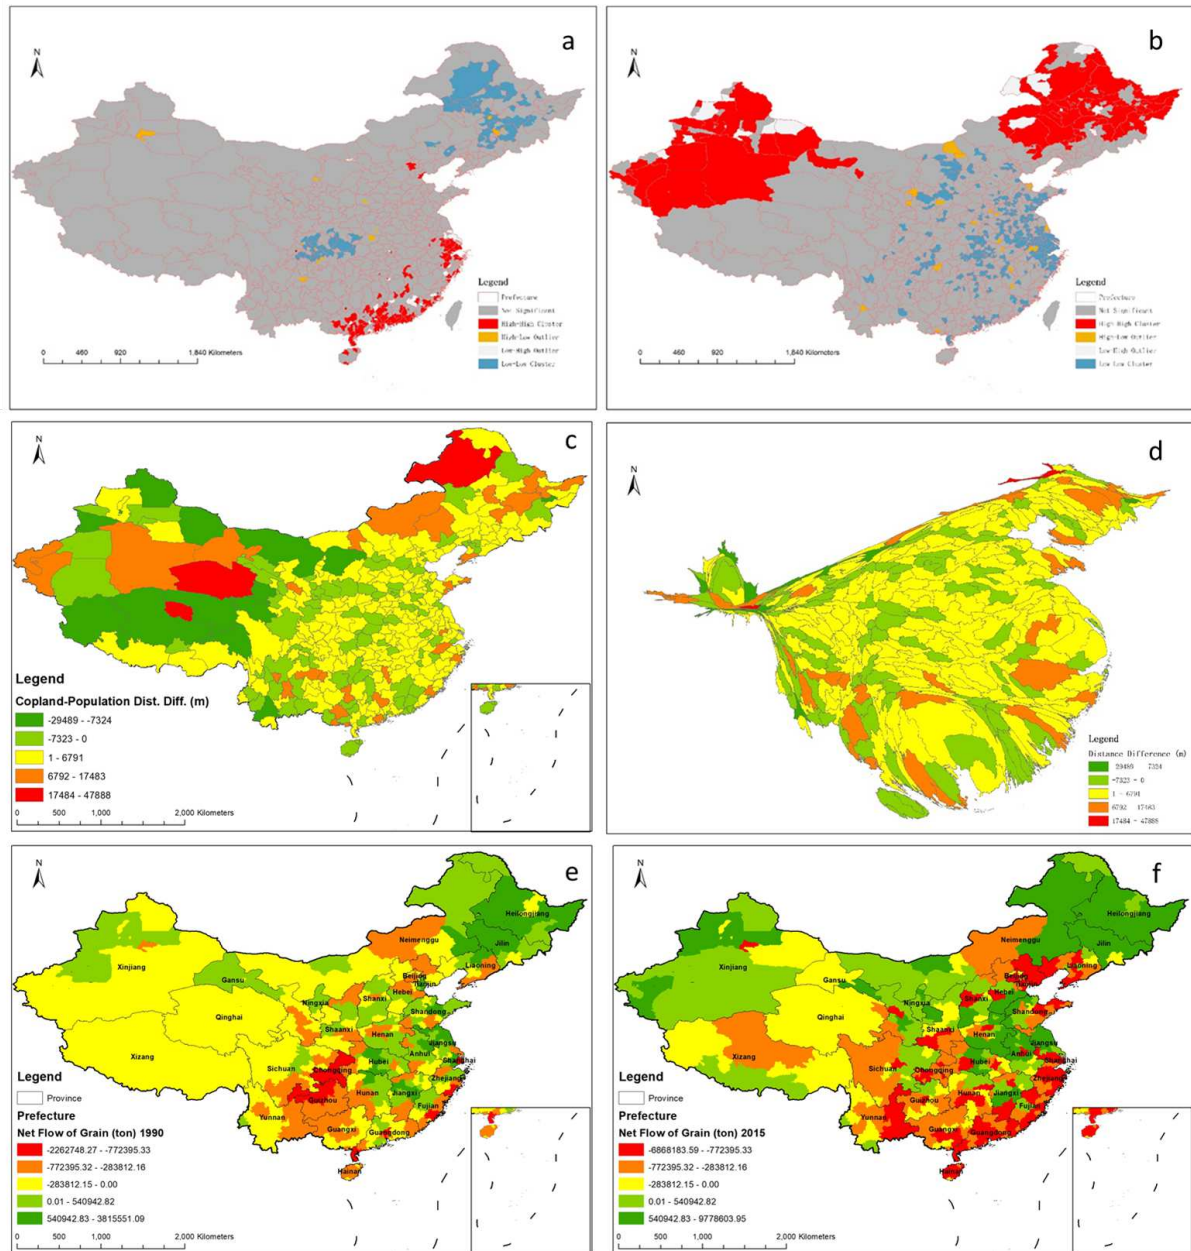 a
N
Legend
Prefecture
Not Significant
High-High Cluster
High-Low Outlier
Low-High Outlier
Low-Low Cluster
0 460 920 1,840 Kilometers
b
N
Legend
Prefecture
Not Significant
High-High Cluster
High-Low Outlier
Low-High Outlier
Low-Low Cluster
0 460 920 1,840 Kilometers
c
N
Legend
Copland-Population Dist. Diff. (m)
-29489 - -7324
-7323 - 0
1 - 6791
6792 - 17483
17484 - 47888
0 500 1,000 2,000 Kilometers
d
N
Legend
Distance Difference (m)
29489 7324
-7323 - 0
1 - 6791
6792 17483
17484 - 47888
e
N
Heilongjiang
Jilin
Neimenggu
Liaoning
Xinjiang
Beijing
Tianjin
Gansu
Hebei
Ningxia
Shanxi
Shandong
Qinghai
Shaanxi
Henan
Jiangsu
Xizang
Anhui
Hubei
Shanghai
Sichuan
Chongqing
Zhejiang
Hunan
Jiangxi
Guizhou
Fujian
Yunnan
Guangxi
Guangdong
Hainan
Legend
Province
Prefecture
Net Flow of Grain (ton) 1990
-2262748.27 - -772395.33
-772395.32 - -283812.16
-283812.15 - 0.00
0.01 - 540942.82
540942.83 - 3815551.09
0 500 1,000 2,000 Kilometers
f
N
Heilongjiang
Jilin
Neimenggu
Liaoning
Xinjiang
Beijing
Tianjin
Gansu
Hebei
Ningxia
Shanxi
Shandong
Qinghai
Shaanxi
Henan
Jiangsu
Xizang
Anhui
Hubei
Shanghai
Sichuan
Chongqing
Zhejiang
Hunan
Jiangxi
Guizhou
Fujian
Yunnan
Guangxi
Guangdong
Hainan
Legend
Province
Prefecture
Net Flow of Grain (ton) 2015
-6868183.59 - -772395.33
-772395.32 - -283812.16
-283812.15 - 0.00
0.01 - 540942.82
540942.83 - 9778603.95
0 500 1,000 2,000 Kilometers